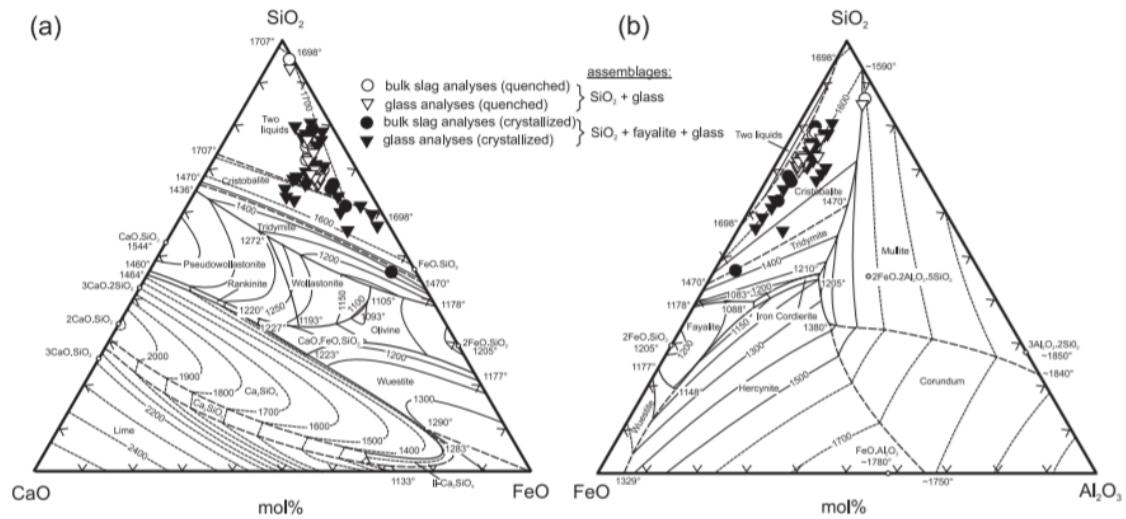 (a)
SiO₂
1707°
1698°
1700
Two
liquids
1707°
1470°
1436°
Cristobalite
1600
1698°
1400
Tridymite
1272°
1200
FeO.SiO₂
1470°
1178°
CaO.SiO₂
1544°
Pseudowollastonite
1460°
1464°
Rankinite
Wollastonite
1150
1100
1105°
1093°
3CaO.2SiO₂
1220°
1250
1193°
1227°
Olivine
2CaO.SiO₂
CaO.FeO.SiO₂
1223°
2FeO.SiO₂
1205°
3CaO.SiO₂
1200
1177°
Wuestite
2000
1900
1800
Ca₂SiO₄
1700
1600
1500
1400
1300
1290°
1283°
Lime
2200
2400
1133°
CaO
FeO
mol%
assemblages:
bulk slag analyses (quenched)
glass analyses (quenched)
SiO₂ + glass
bulk slag analyses (crystallized)
glass analyses (crystallized)
SiO₂ + fayalite + glass
(b)
SiO₂
1698°
~1590°
1600
Two liquids
Cristobalite
1470°
1698°
Tridymite
1400
Mullite
1470°
1210°
1205°
2FeO.2Al₂O₃.5SiO₂
1178°
1083°
1200
1088°
1150°
Iron Cordierite
Fayalite
1380°
2FeO.SiO₂
1205°
1200
1177°
1148
1300
Hercynite
1500
3Al₂O₃.2SiO₂
~1850°
~1840°
Corundum
Wuestite
1700
FeO.Al₂O₃
~1780°
~1750°
1329°
FeO
Al₂O₃
mol%